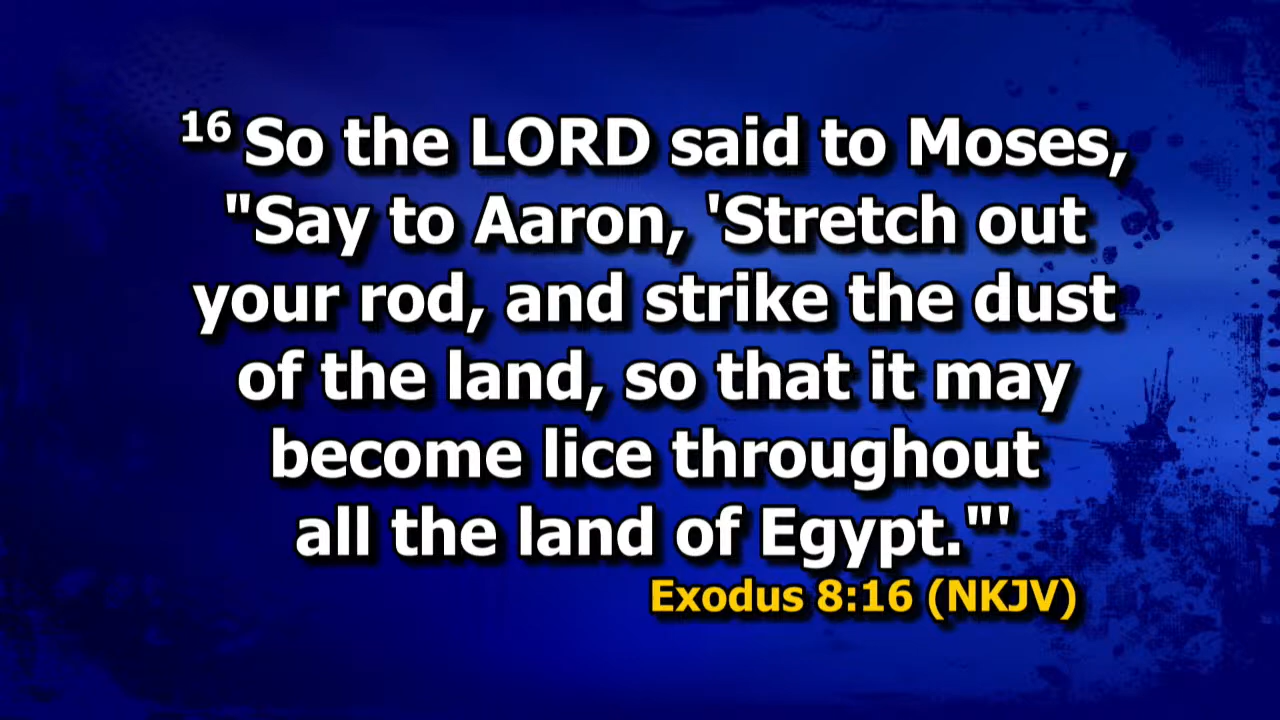 16 So the LORD said to Moses,
"Say to Aaron, 'Stretch out
your rod, and strike the dust
of the land, so that it may
become lice throughout
all the land of Egypt."'
Exodus 8:16 (NKJV)